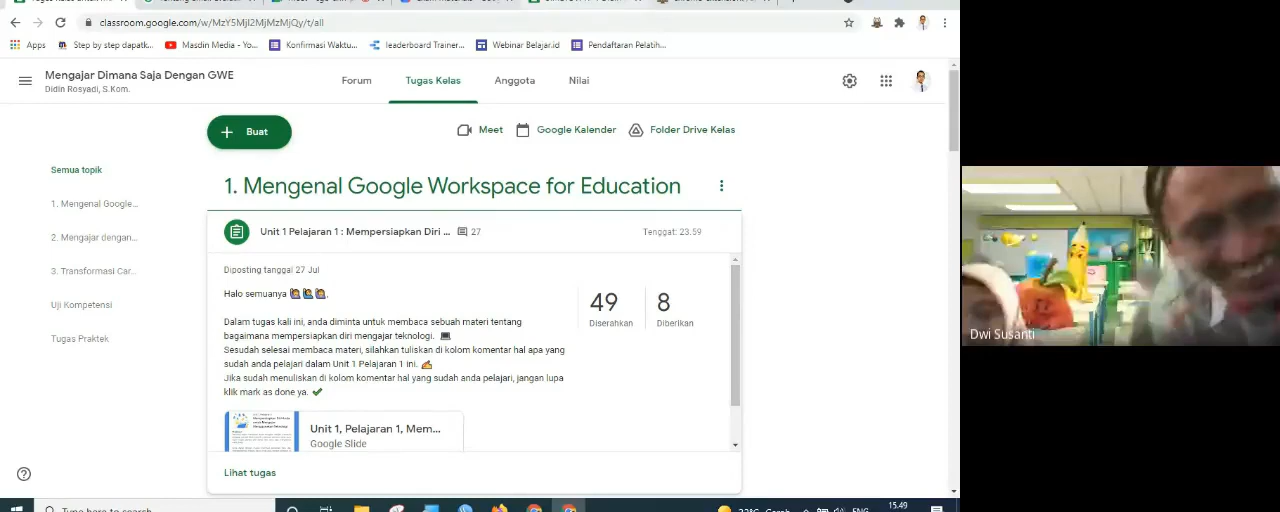 classroom.google.com/w/MzY5MjI2MjMzMjQy/t/all
Apps Step by step dapatk... Masdin Media - Yo... Konfirmasi Waktu... leaderboard Trainer... Webinar Belajar.id Pendaftaran Pelatih...
Mengajar Dimana Saja Dengan GWE
Didin Rosyadi, S.Kom.
Forum Tugas Kelas Anggota Nilai
Buat
Meet Google Kalender Folder Drive Kelas
Semua topik
1. Mengenal Google...
2. Mengajar dengan...
3. Transformasi Car...
Uji Kompetensi
Tugas Praktek
1. Mengenal Google Workspace for Education
Unit 1 Pelajaran 1 : Mempersiapkan Diri ... 27 Tenggat: 23.59
Diposting tanggal 27 Jul
Halo semuanya
Dalam tugas kali ini, anda diminta untuk membaca sebuah materi tentang
bagaimana mempersiapkan diri mengajar teknologi.
Sesudah selesai membaca materi, silahkan tuliskan di kolom komentar hal apa yang
sudah anda pelajari dalam Unit 1 Pelajaran 1 ini.
Jika sudah menuliskan di kolom komentar hal yang sudah anda pelajari, jangan lupa
klik mark as done ya.
49 8
Diserahkan Diberikan
Unit 1, Pelajaran 1, Mem...
Google Slide
Lihat tugas
Dwi Susanti
Type here to search
ENG
15.49